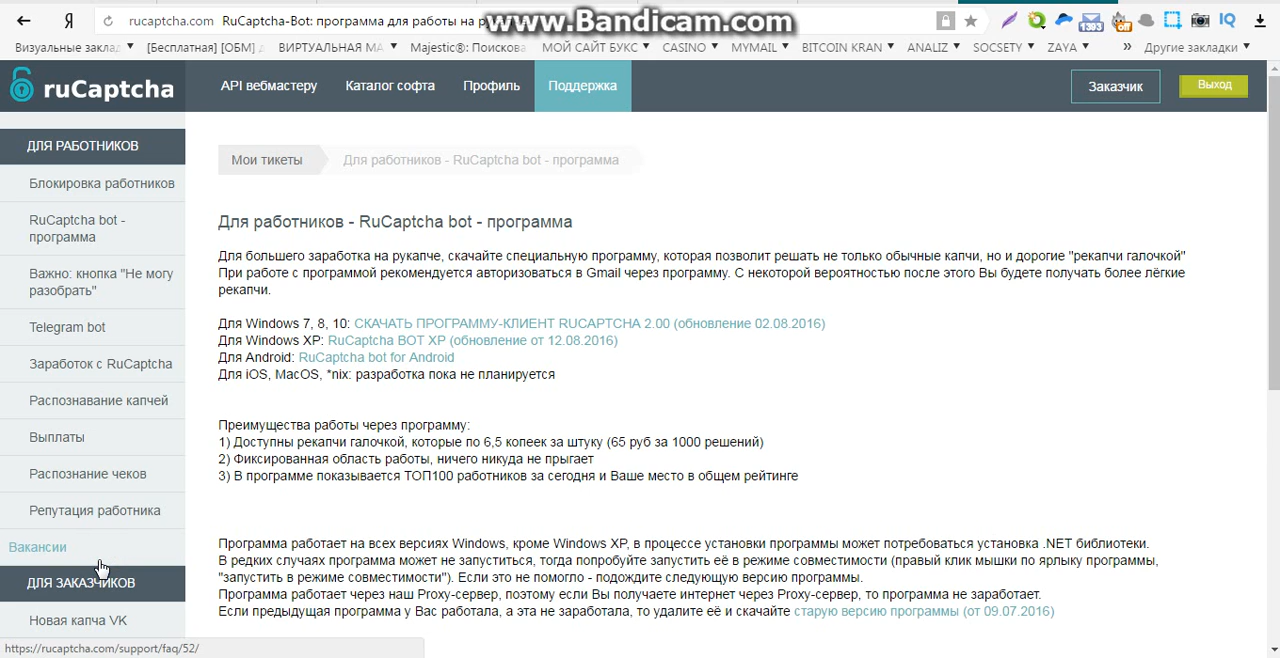 Я
rucaptcha.com RuCaptcha-Bot: программа для работы на
www.Bandicam.com
1393
off
IQ
Визуальные заклад
[Бесплатная] [ОБМ]
ВИРТУАЛЬНАЯ МА
Majestic®: Поискова
МОЙ САЙТ БУКС
CASINO
MYMAIL
BITCOIN KRAN
ANALIZ
SOCSETY
ZAYA
»
Другие закладки
ruCaptcha
API вебмастеру
Каталог софта
Профиль
Поддержка
Заказчик
Выход
ДЛЯ РАБОТНИКОВ
Блокировка работников
RuCaptcha bot -
программа
Важно: кнопка "Не могу
разобрать"
Telegram bot
Заработок с RuCaptcha
Распознавание капчей
Выплаты
Распознание чеков
Репутация работника
Вакансии
ДЛЯ ЗАКАЗЧИКОВ
Новая капча VK
Мои тикеты
Для работников - RuCaptcha bot - программа
Для работников - RuCaptcha bot - программа
Для большего заработка на рукапче, скачайте специальную программу, которая позволит решать не только обычные капчи, но и дорогие "рекапчи галочкой"
При работе с программой рекомендуется авторизоваться в Gmail через программу. С некоторой вероятностью после этого Вы будете получать более лёгкие
рекапчи.
Для Windows 7, 8, 10: СКАЧАТЬ ПРОГРАММУ-КЛИЕНТ RUCAPTCHA 2.00 (обновление 02.08.2016)
Для Windows XP: RuCaptcha BOT XP (обновление от 12.08.2016)
Для Android: RuCaptcha bot for Android
Для iOS, MacOS, *nix: разработка пока не планируется
Преимущества работы через программу:
1) Доступны рекапчи галочкой, которые по 6,5 копеек за штуку (65 руб за 1000 решений)
2) Фиксированная область работы, ничего никуда не прыгает
3) В программе показывается ТОП100 работников за сегодня и Ваше место в общем рейтинге
Программа работает на всех версиях Windows, кроме Windows XP, в процессе установки программы может потребоваться установка .NET библиотеки.
В редких случаях программа может не запуститься, тогда попробуйте запустить её в режиме совместимости (правый клик мышки по ярлыку программы,
"запустить в режиме совместимости"). Если это не помогло - подождите следующую версию программы.
Программа работает через наш Proxy-сервер, поэтому если Вы получаете интернет через Proxy-сервер, то программа не заработает.
Если предыдущая программа у Вас работала, а эта не заработала, то удалите её и скачайте старую версию программы (от 09.07.2016)
https://rucaptcha.com/support/faq/52/